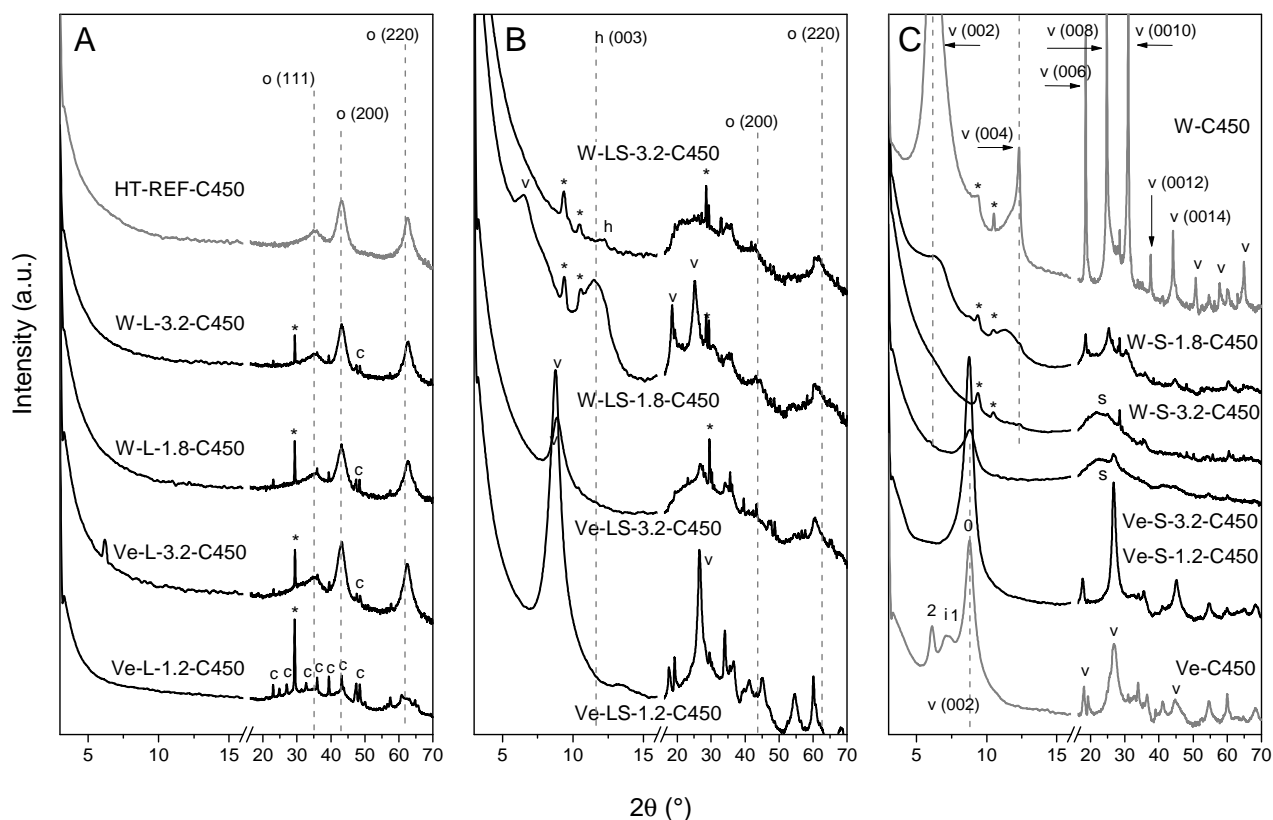 Intensity (a.u.)
A
o (220)
o (111)
o (200)
HT-REF-C450
W-L-3.2-C450
*
c
W-L-1.8-C450
*
c
Ve-L-3.2-C450
*
c
Ve-L-1.2-C450
*
c c c c c c c c
5 10 15 20 30 40 50 60 70
B
h (003)
o (220)
o (200)
W-LS-3.2-C450
v
*
*
h
*
*
*
v
v
*
W-LS-1.8-C450
v
*
Ve-LS-3.2-C450
v
Ve-LS-1.2-C450
5 10 15 20 30 40 50 60 70
C
v (002)
v (008)
v (0010)
v (006)
W-C450
v (004)
*
*
v (0012)
v (0014)
v
v
v
W-S-1.8-C450
*
*
W-S-3.2-C450
*
*
s
s
Ve-S-3.2-C450
Ve-S-1.2-C450
0
2 i1
v
v
v
Ve-C450
v (002)
5 10 15 20 30 40 50 60 70
2θ (°)